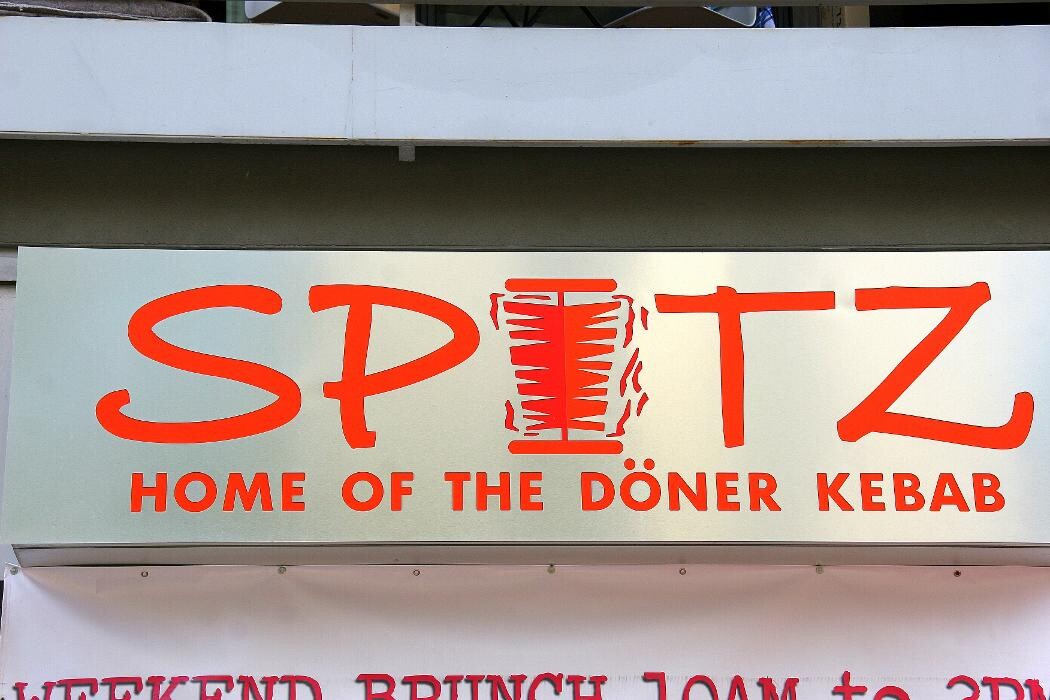 SPITZ
HOME OF THE DÖNER KEBAB
WEEKEND BRUNCH 10AM to